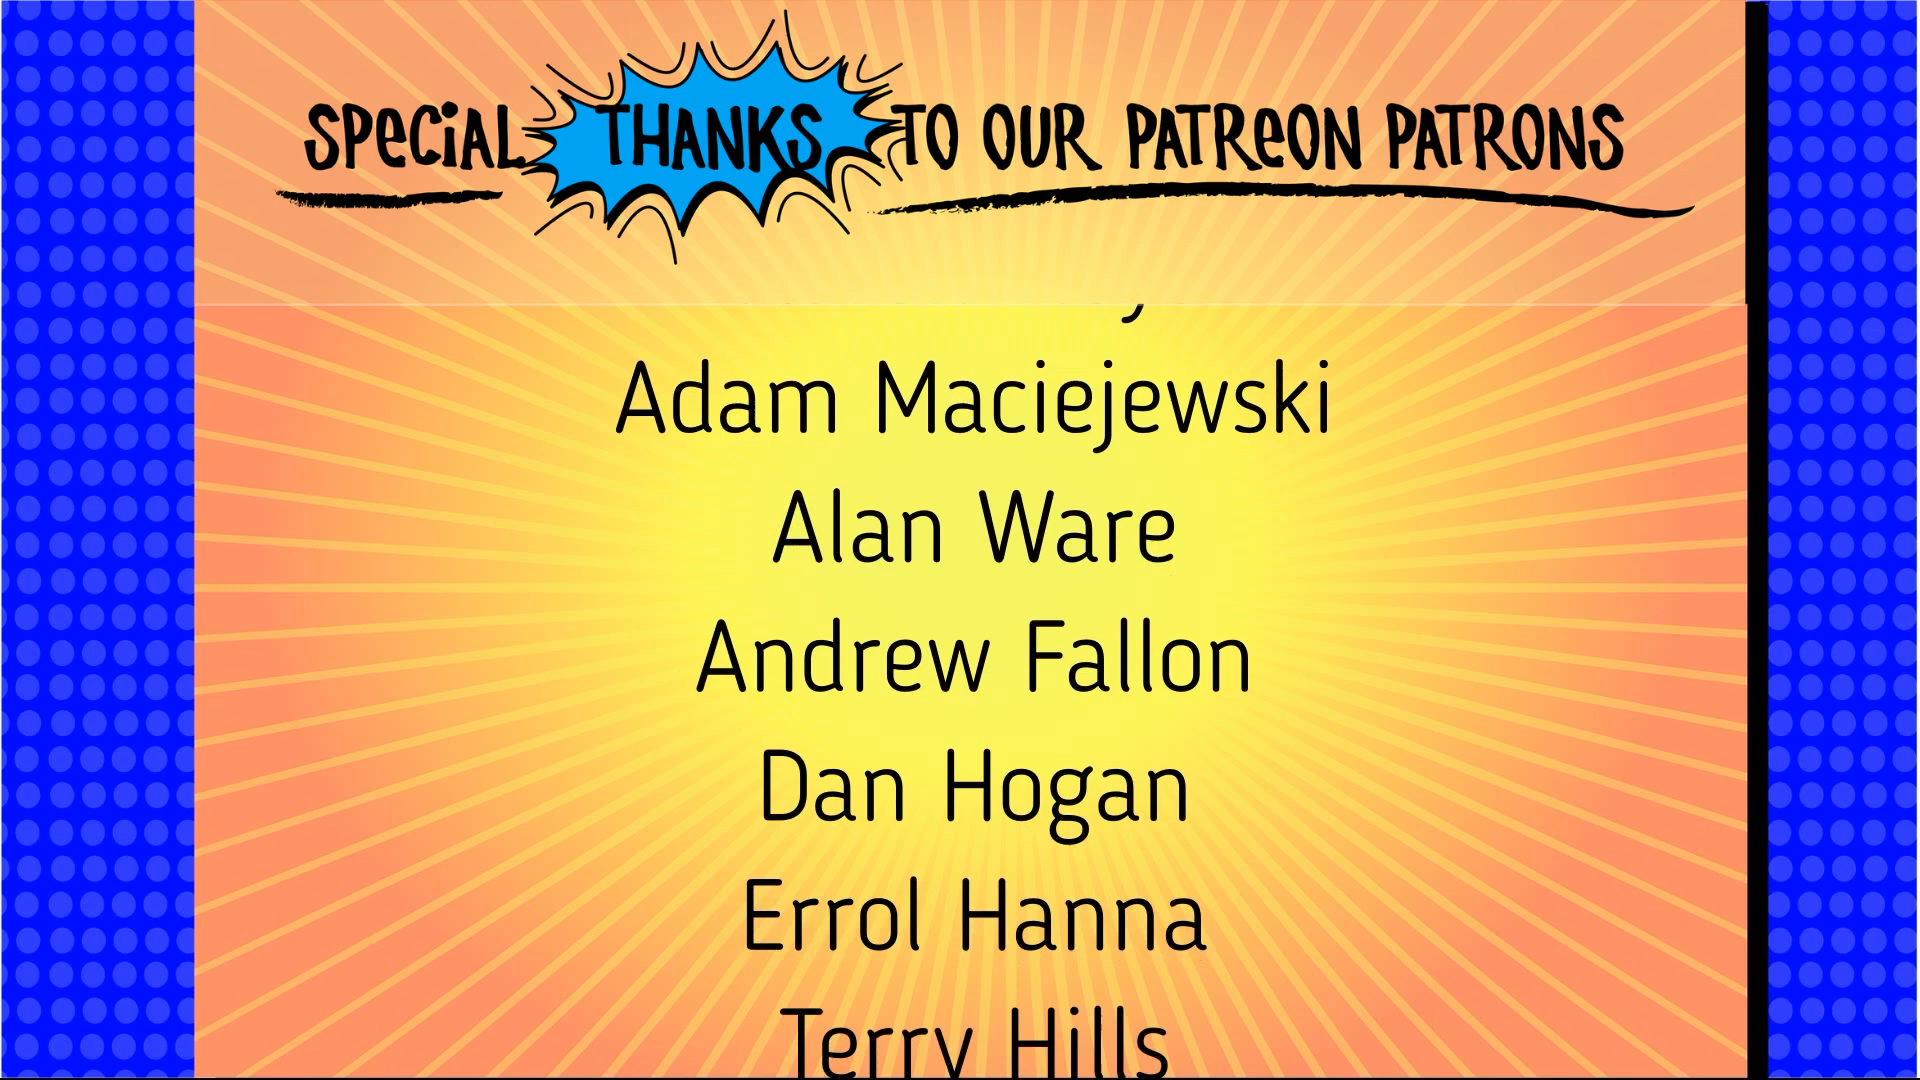 SPECiAL THANKS TO OUR PATReON PATRONS
Adam Maciejewski
Alan Ware
Andrew Fallon
Dan Hogan
Errol Hanna
Terry Hills